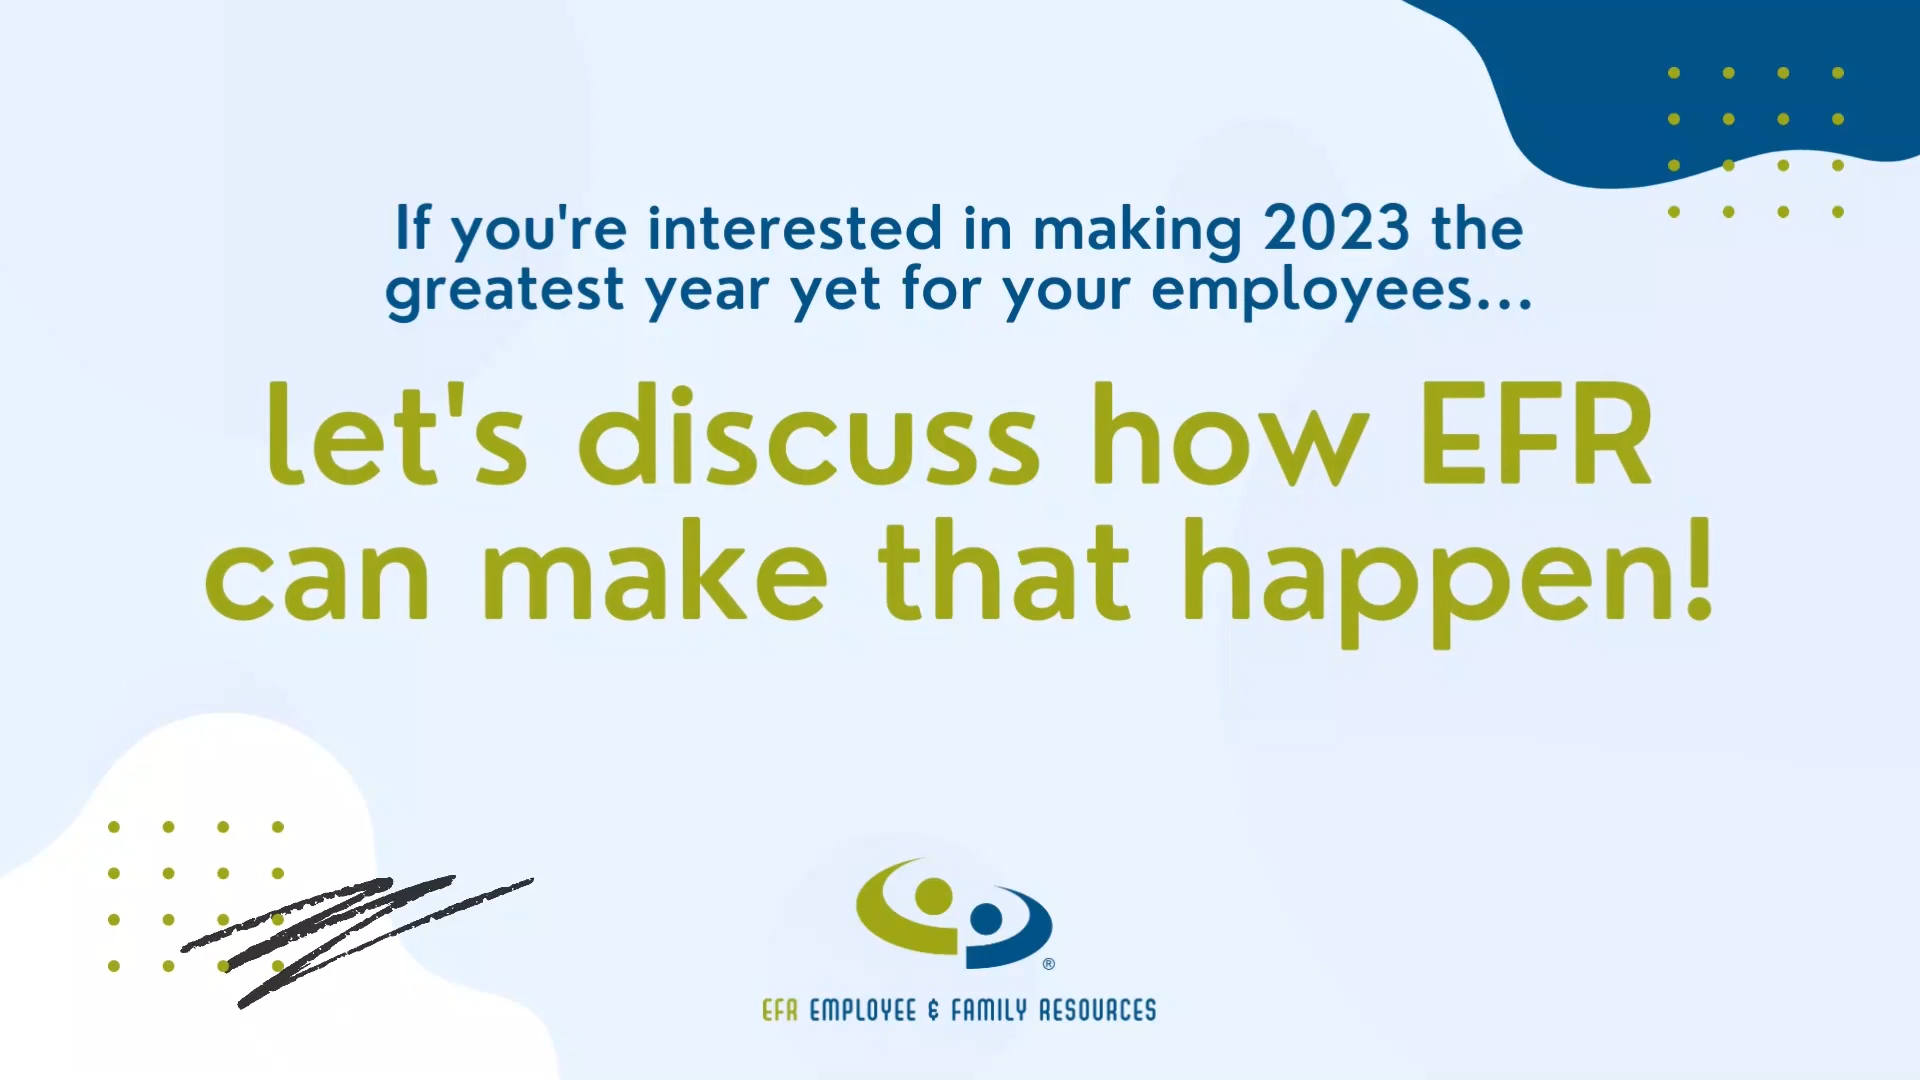 If you're interested in making 2023 the
greatest year yet for your employees...
let's discuss how EFR
can make that happen!
®
EFR EMPLOYEE & FAMILY RESOURCES